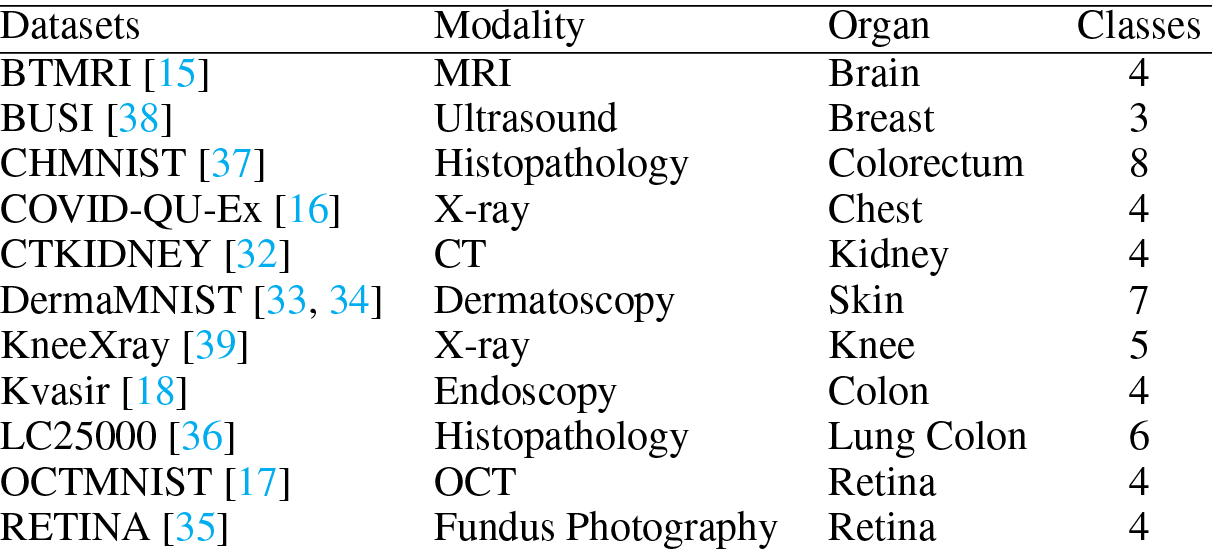 Datasets Modality Organ Classes
BTMRI [15] MRI Brain 4
BUSI [38] Ultrasound Breast 3
CHMNIST [37] Histopathology Colorectum 8
COVID-QU-Ex [16] X-ray Chest 4
CTKIDNEY [32] CT Kidney 4
DermaMNIST [33, 34] Dermatoscopy Skin 7
KneeXray [39] X-ray Knee 5
Kvasir [18] Endoscopy Colon 4
LC25000 [36] Histopathology Lung Colon 6
OCTMNIST [17] OCT Retina 4
RETINA [35] Fundus Photography Retina 4